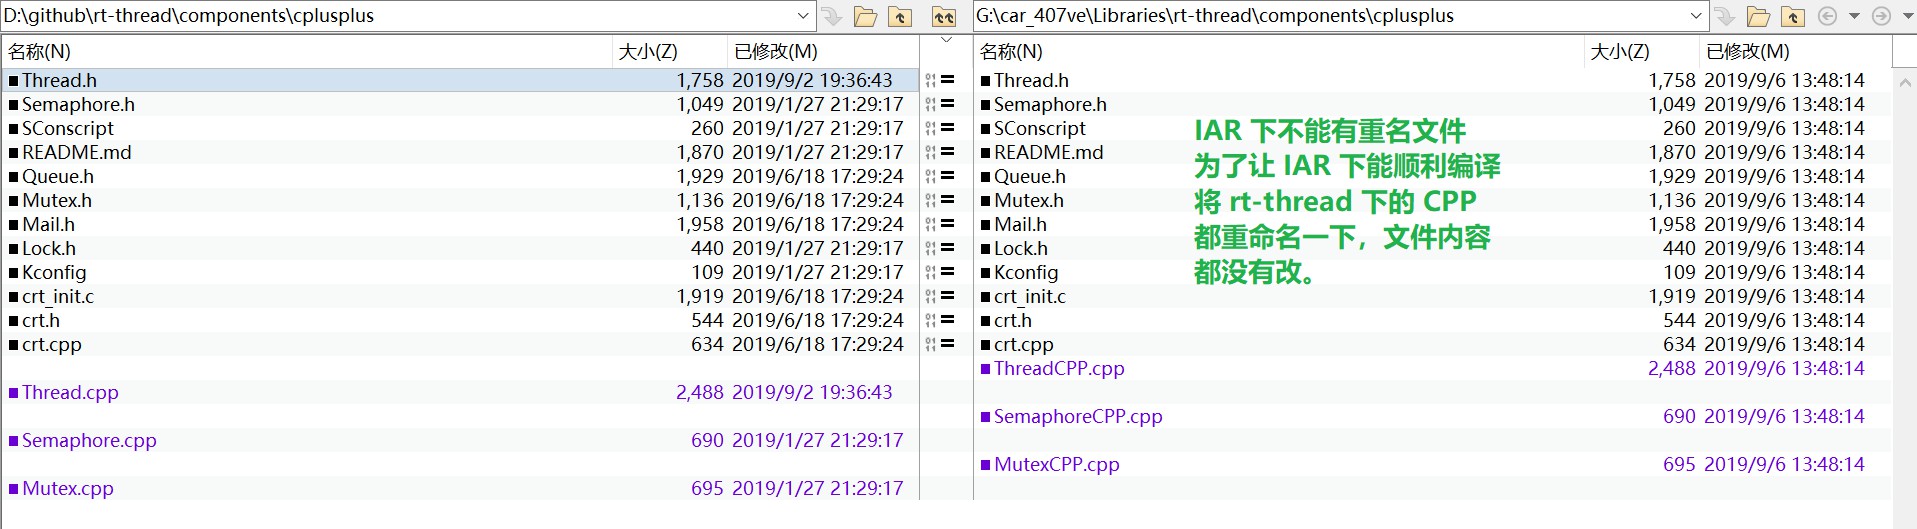 D:\github\rt-thread\components\cplusplus G:\car_407ve\Libraries\rt-thread\components\cplusplus
名称(N) 大小(Z) 已修改(M) 名称(N) 大小(Z) 已修改(M)
Thread.h 1,758 2019/9/2 19:36:43 = Thread.h 1,758 2019/9/6 13:48:14
Semaphore.h 1,049 2019/1/27 21:29:17 = Semaphore.h 1,049 2019/9/6 13:48:14
SConscript 260 2019/1/27 21:29:17 = SConscript 260 2019/9/6 13:48:14
README.md 1,870 2019/1/27 21:29:17 = README.md 1,870 2019/9/6 13:48:14
Queue.h 1,929 2019/6/18 17:29:24 = Queue.h 1,929 2019/9/6 13:48:14
Mutex.h 1,136 2019/6/18 17:29:24 = Mutex.h 1,136 2019/9/6 13:48:14
Mail.h 1,958 2019/6/18 17:29:24 = Mail.h 1,958 2019/9/6 13:48:14
Lock.h 440 2019/1/27 21:29:17 = Lock.h 440 2019/9/6 13:48:14
Kconfig 109 2019/1/27 21:29:17 = Kconfig 109 2019/9/6 13:48:14
crt_init.c 1,919 2019/6/18 17:29:24 = crt_init.c 1,919 2019/9/6 13:48:14
crt.h 544 2019/6/18 17:29:24 = crt.h 544 2019/9/6 13:48:14
crt.cpp 634 2019/6/18 17:29:24 = crt.cpp 634 2019/9/6 13:48:14
ThreadCPP.cpp 2,488 2019/9/6 13:48:14
Thread.cpp 2,488 2019/9/2 19:36:43
SemaphoreCPP.cpp 690 2019/9/6 13:48:14
Semaphore.cpp 690 2019/1/27 21:29:17
MutexCPP.cpp 695 2019/9/6 13:48:14
Mutex.cpp 695 2019/1/27 21:29:17
IAR 下不能有重名文件
为了让 IAR 下能顺利编译
将 rt-thread 下的 CPP
都重命名一下，文件内容
都没有改。